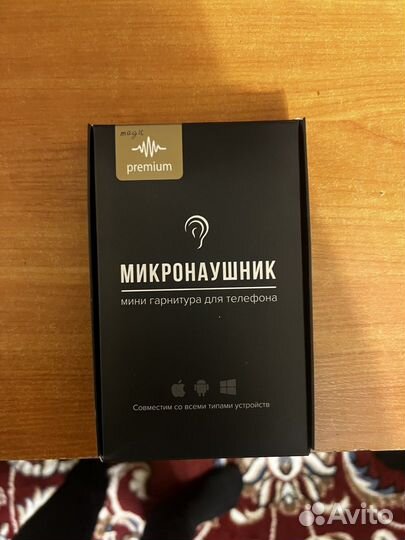 magic
premium
МИКРОНАУШНИК
мини гарнитура для телефона
Совместим со всеми типами устройств
Avito